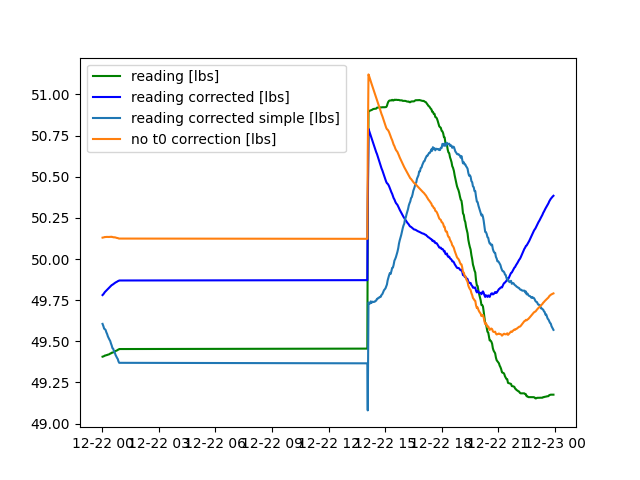 reading [lbs]
reading corrected [lbs]
reading corrected simple [lbs]
no t0 correction [lbs]
51.00
50.75
50.50
50.25
50.00
49.75
49.50
49.25
49.00
12-22 00 12-22 03 12-22 06 12-22 09 12-22 12 12-22 15 12-22 18 12-22 21 12-23 00